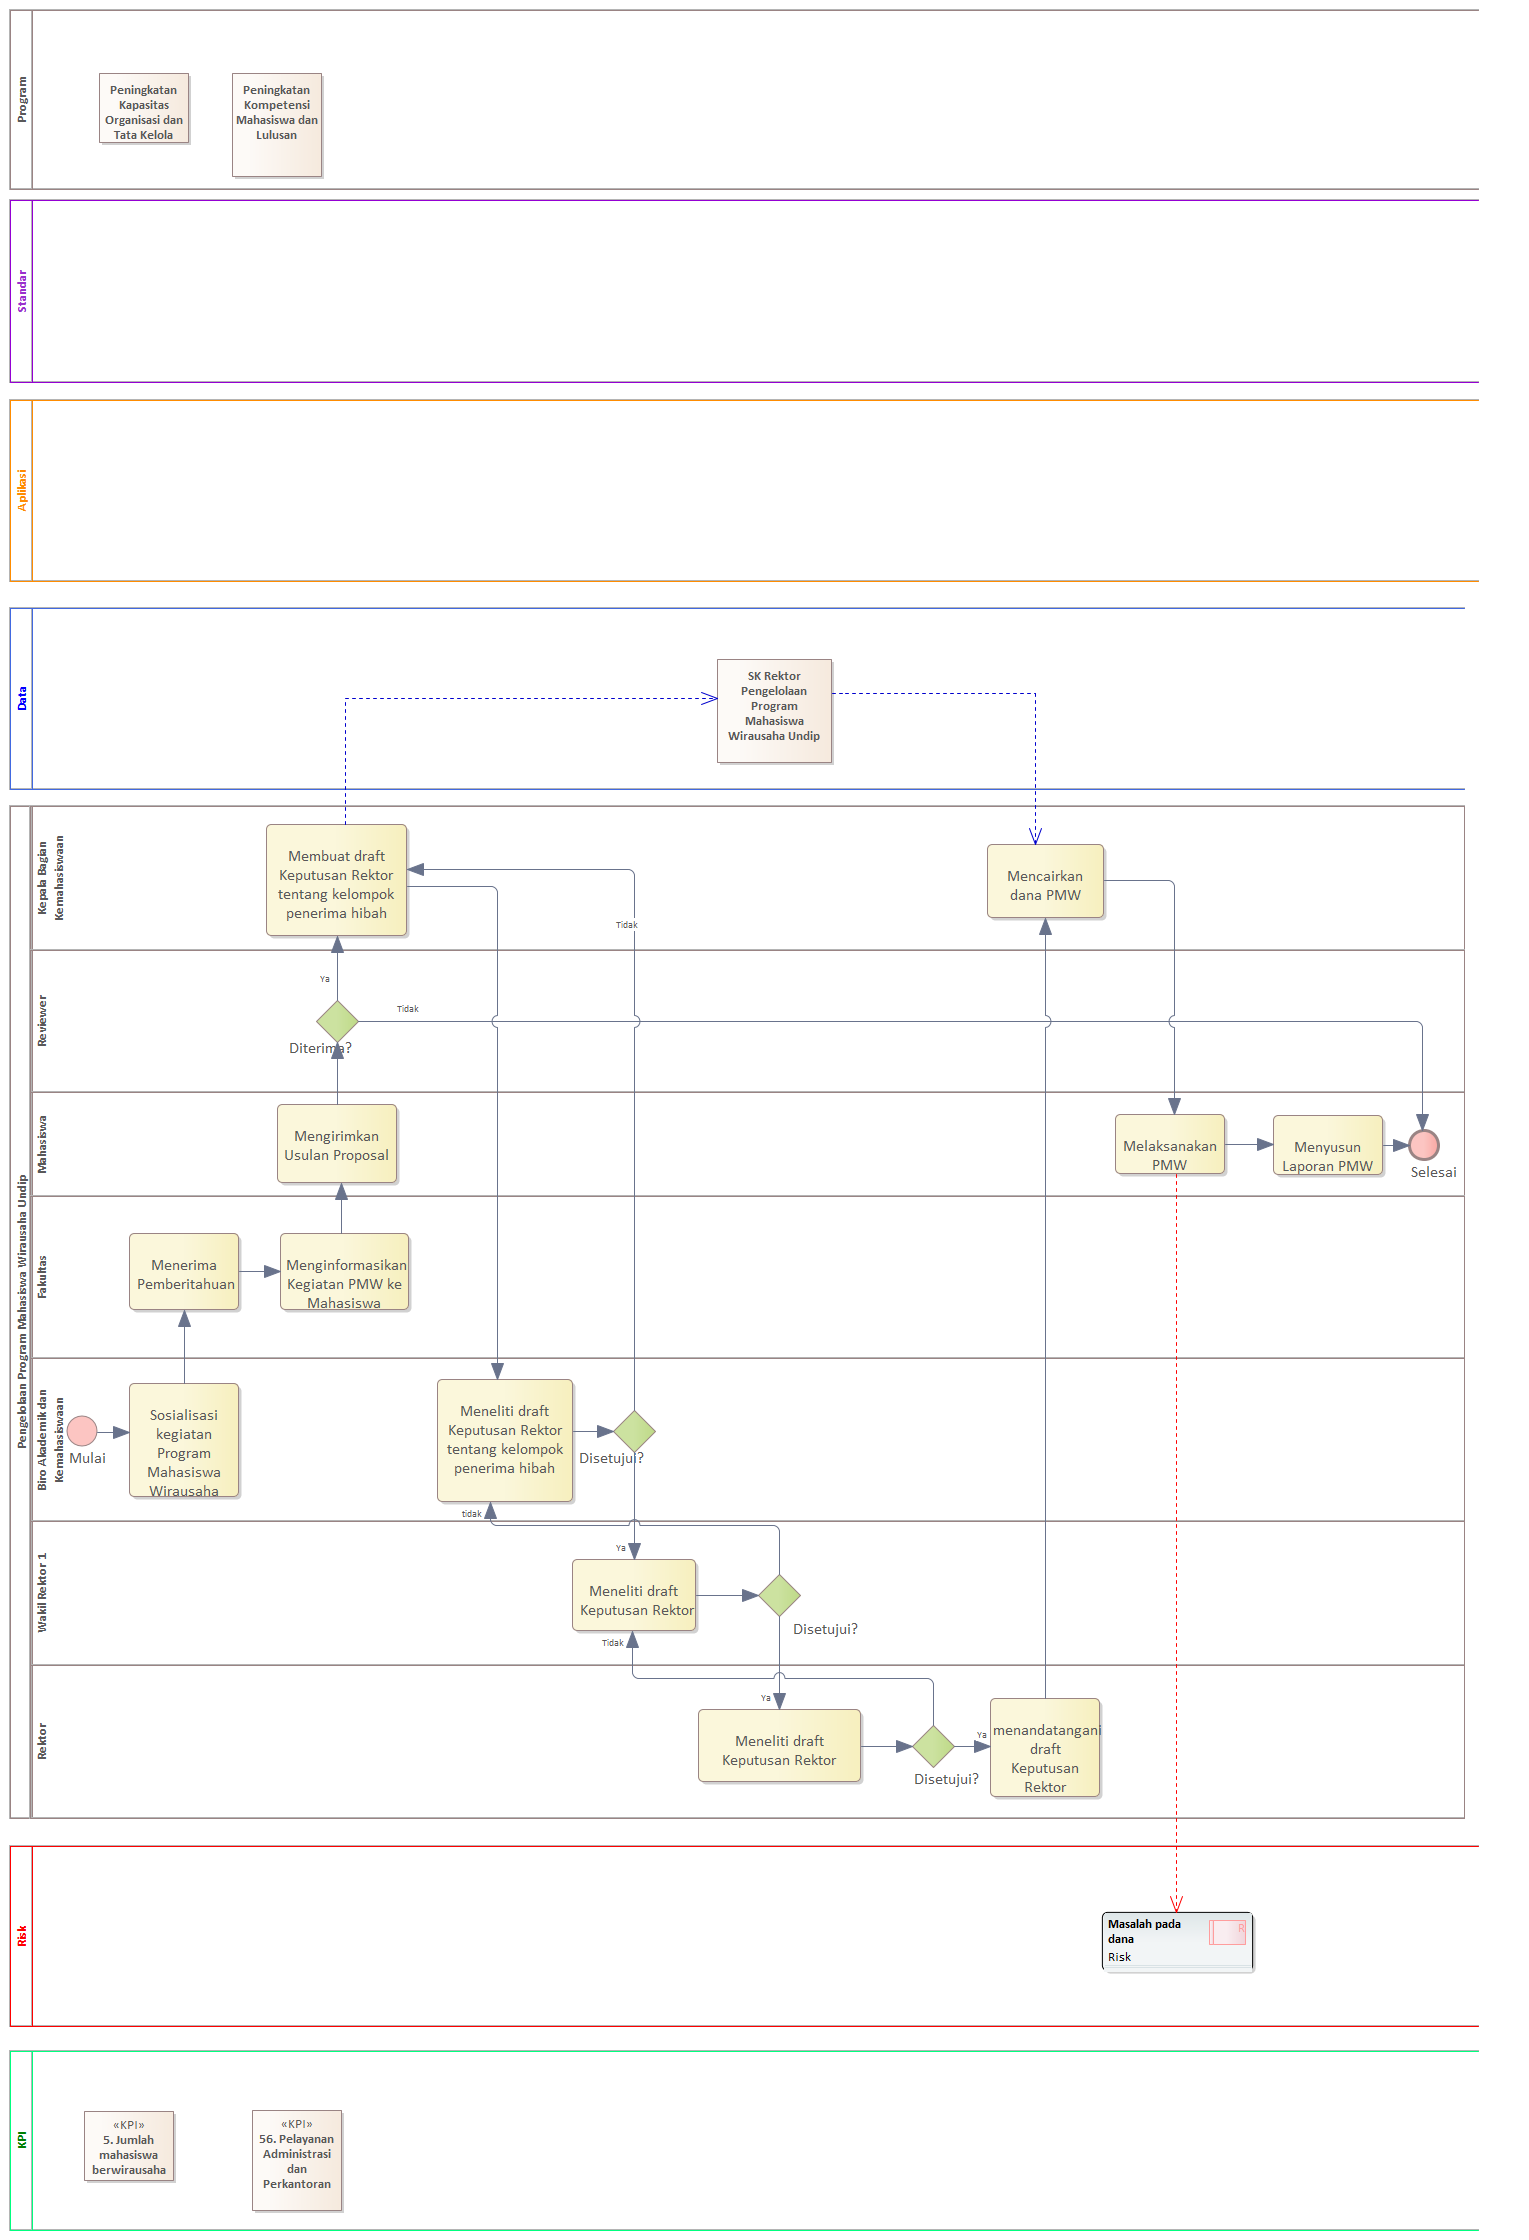 Program
Peningkatan
Kapasitas
Organisasi dan
Tata Kelola
Peningkatan
Kompetensi
Mahasiswa dan
Lulusan
Standar
Aplikasi
Data
SK Rektor
Pengelolaan
Program
Mahasiswa
Wirausaha Undip
Pengelolaan Program Mahasiswa Wirausaha Undip
Kepala Bagian
Kemahasiswaan
Membuat draft
Keputusan Rektor
tentang kelompok
penerima hibah
Tidak
Mencairkan
dana PMW
Reviewer
Ya
Tidak
Diterima?
Mahasiswa
Mengirimkan
Usulan Proposal
Melaksanakan
PMW
Menyusun
Laporan PMW
Selesai
Fakultas
Menerima
Pemberitahuan
Menginformasikan
Kegiatan PMW ke
Mahasiswa
Biro Akademik dan
Kemahasiswaan
Mulai
Sosialisasi
kegiatan
Program
Mahasiswa
Wirausaha
Meneliti draft
Keputusan Rektor
tentang kelompok
penerima hibah
Disetujui?
tidak
Wakil Rektor 1
Ya
Meneliti draft
Keputusan Rektor
Disetujui?
Tidak
Rektor
Ya
Meneliti draft
Keputusan Rektor
Disetujui?
Ya
menandatangani
draft
Keputusan
Rektor
Risk
Masalah pada
dana
Risk
R
KPI
«KPI»
5. Jumlah
mahasiswa
berwirausaha
«KPI»
56. Pelayanan
Administrasi
dan
Perkantoran